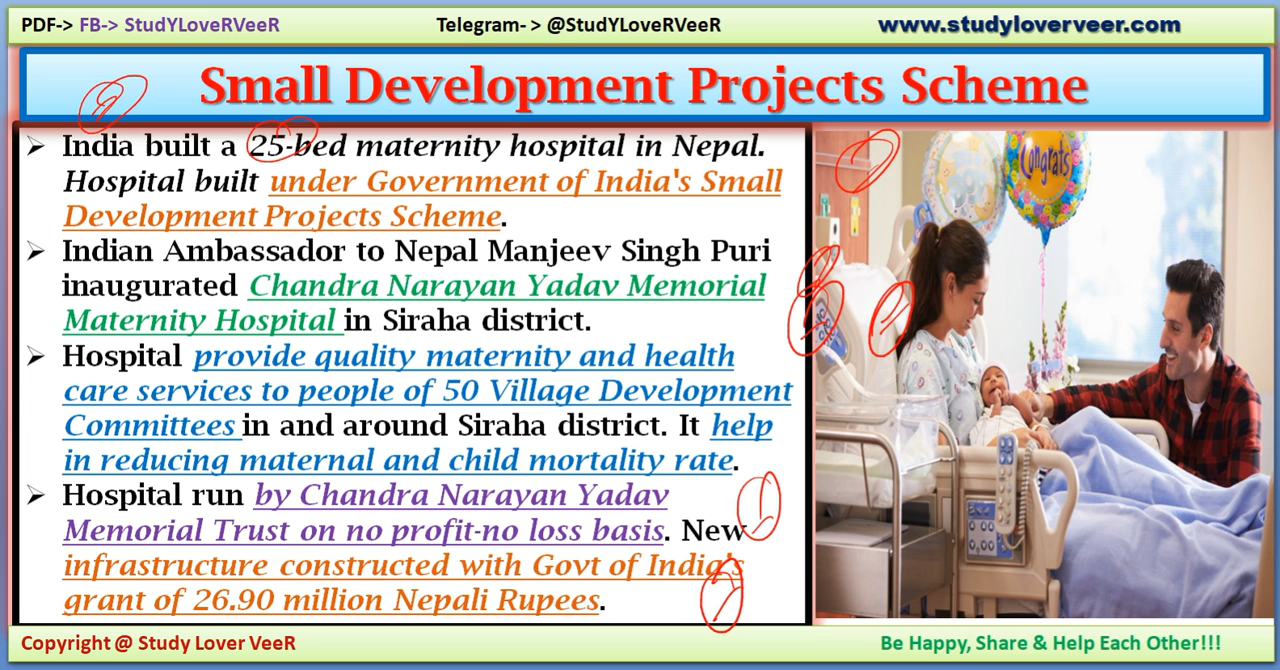 PDF-> FB-> StudYLoveRVeeR
Telegram- > @StudYLoveRVeeR
www.studyloverveer.com
Small Development Projects Scheme
➢ India built a 25-bed maternity hospital in Nepal.
Hospital built under Government of India's Small
Development Projects Scheme.
➢ Indian Ambassador to Nepal Manjeev Singh Puri
inaugurated Chandra Narayan Yadav Memorial
Maternity Hospital in Siraha district.
➢ Hospital provide quality maternity and health
care services to people of 50 Village Development
Committees in and around Siraha district. It help
in reducing maternal and child mortality rate.
➢ Hospital run by Chandra Narayan Yadav
Memorial Trust on no profit-no loss basis. New
infrastructure constructed with Govt of India's
grant of 26.90 million Nepali Rupees.
Congrats
Copyright @ Study Lover VeeR
Be Happy, Share & Help Each Other!!!